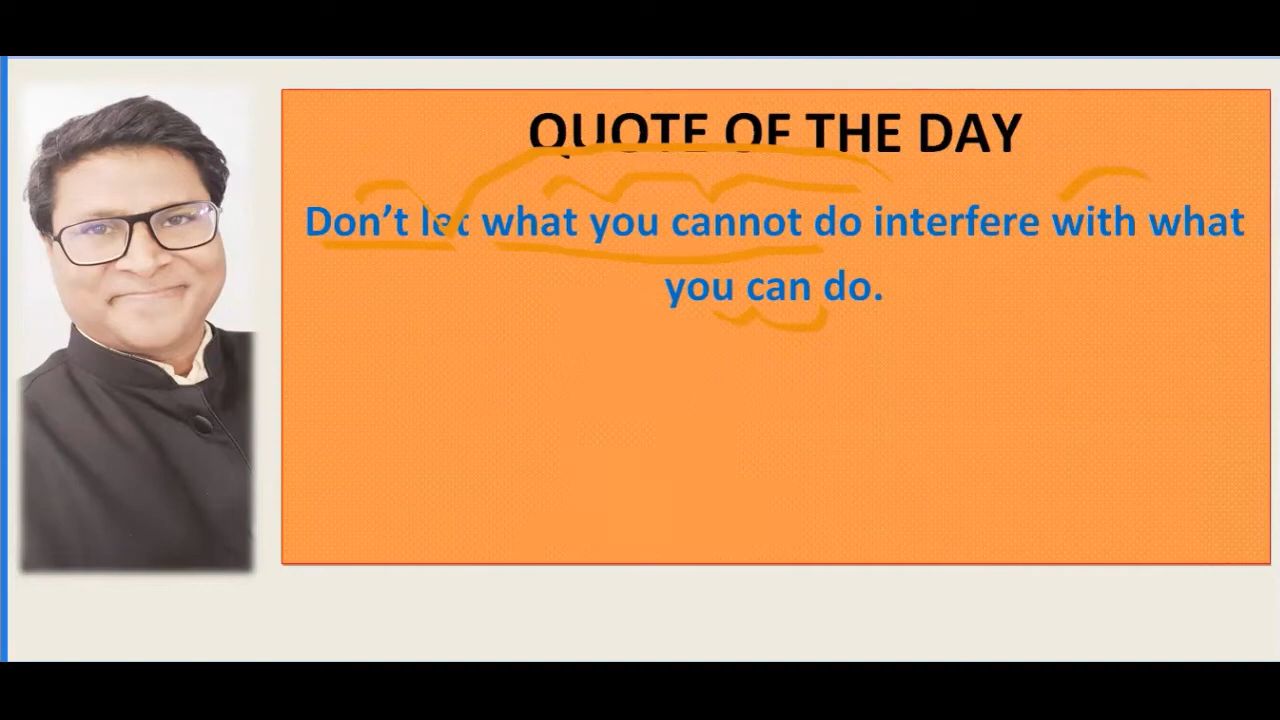 QUOTE OF THE DAY
Don't let what you cannot do interfere with what
you can do.